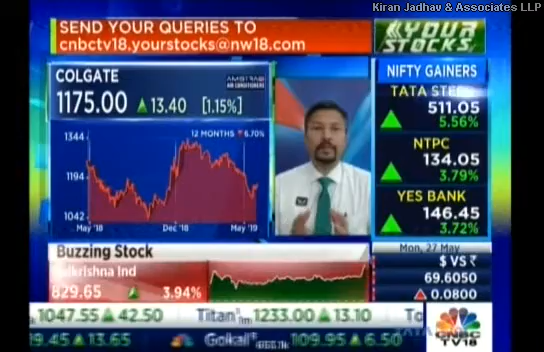 Kiran Jadhav & Associates LLP
SEND YOUR QUERIES TO
cnbctv18.yourstocks@nw18.com
YOUR
STOCKS
COLGATE
AMSTRAD
AIR CONDITIONERS
1175.00 13.40 [1.15%]
12 MONTHS 6.70%
1344
1194
1042
May '18 Dec '18 May '19
NIFTY GAINERS
TATA STEEL
511.05
5.56%
NTPC
134.05
3.79%
YES BANK
146.45
3.72%
Buzzing Stock
Balkrishna Ind
829.65 3.94%
Mon, 27 May
$ VS ₹
69.6050
0.0800
1047.55 42.50 Titan 1233.00 13.10
9.45 13.65 109.95 6.50
CNBC
TV18